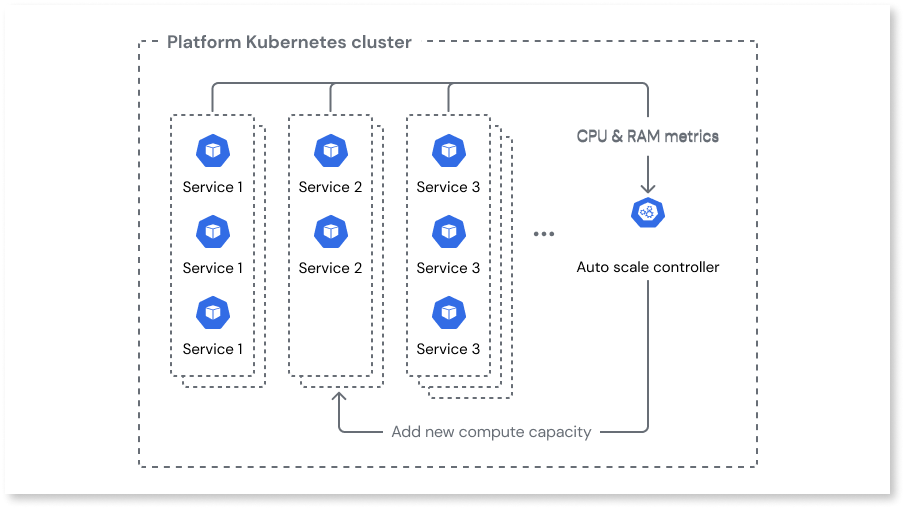 Platform Kubernetes cluster
CPU & RAM metrics
Service 1
Service 2
Service 3
Service 1
Service 2
Service 3
...
Auto scale controller
Service 1
Service 3
Add new compute capacity